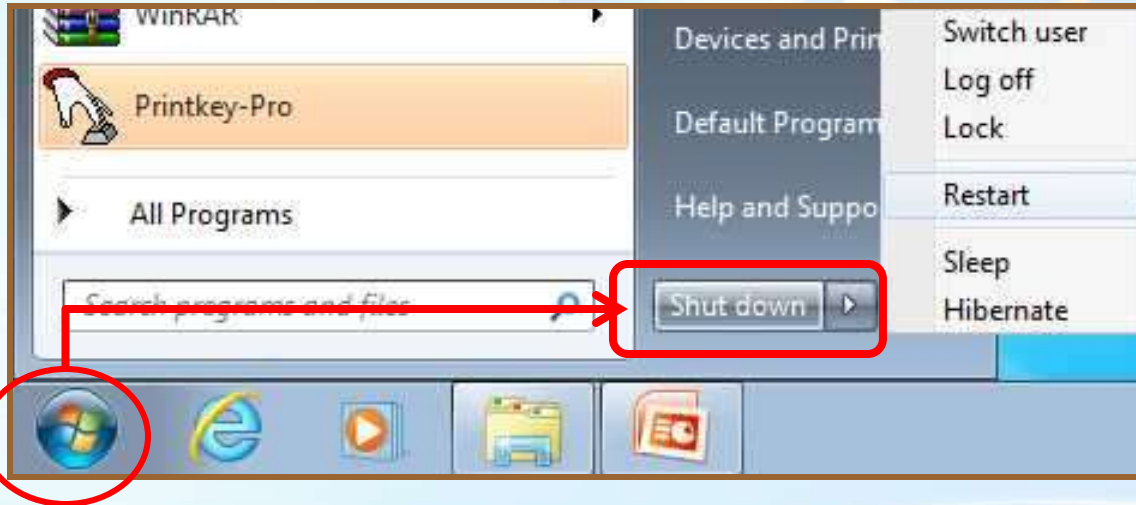 WinRAR
Printkey-Pro
All Programs
Search programs and files
Devices and Prin
Default Program
Help and Suppo
Shut down
Switch user
Log off
Lock
Restart
Sleep
Hibernate